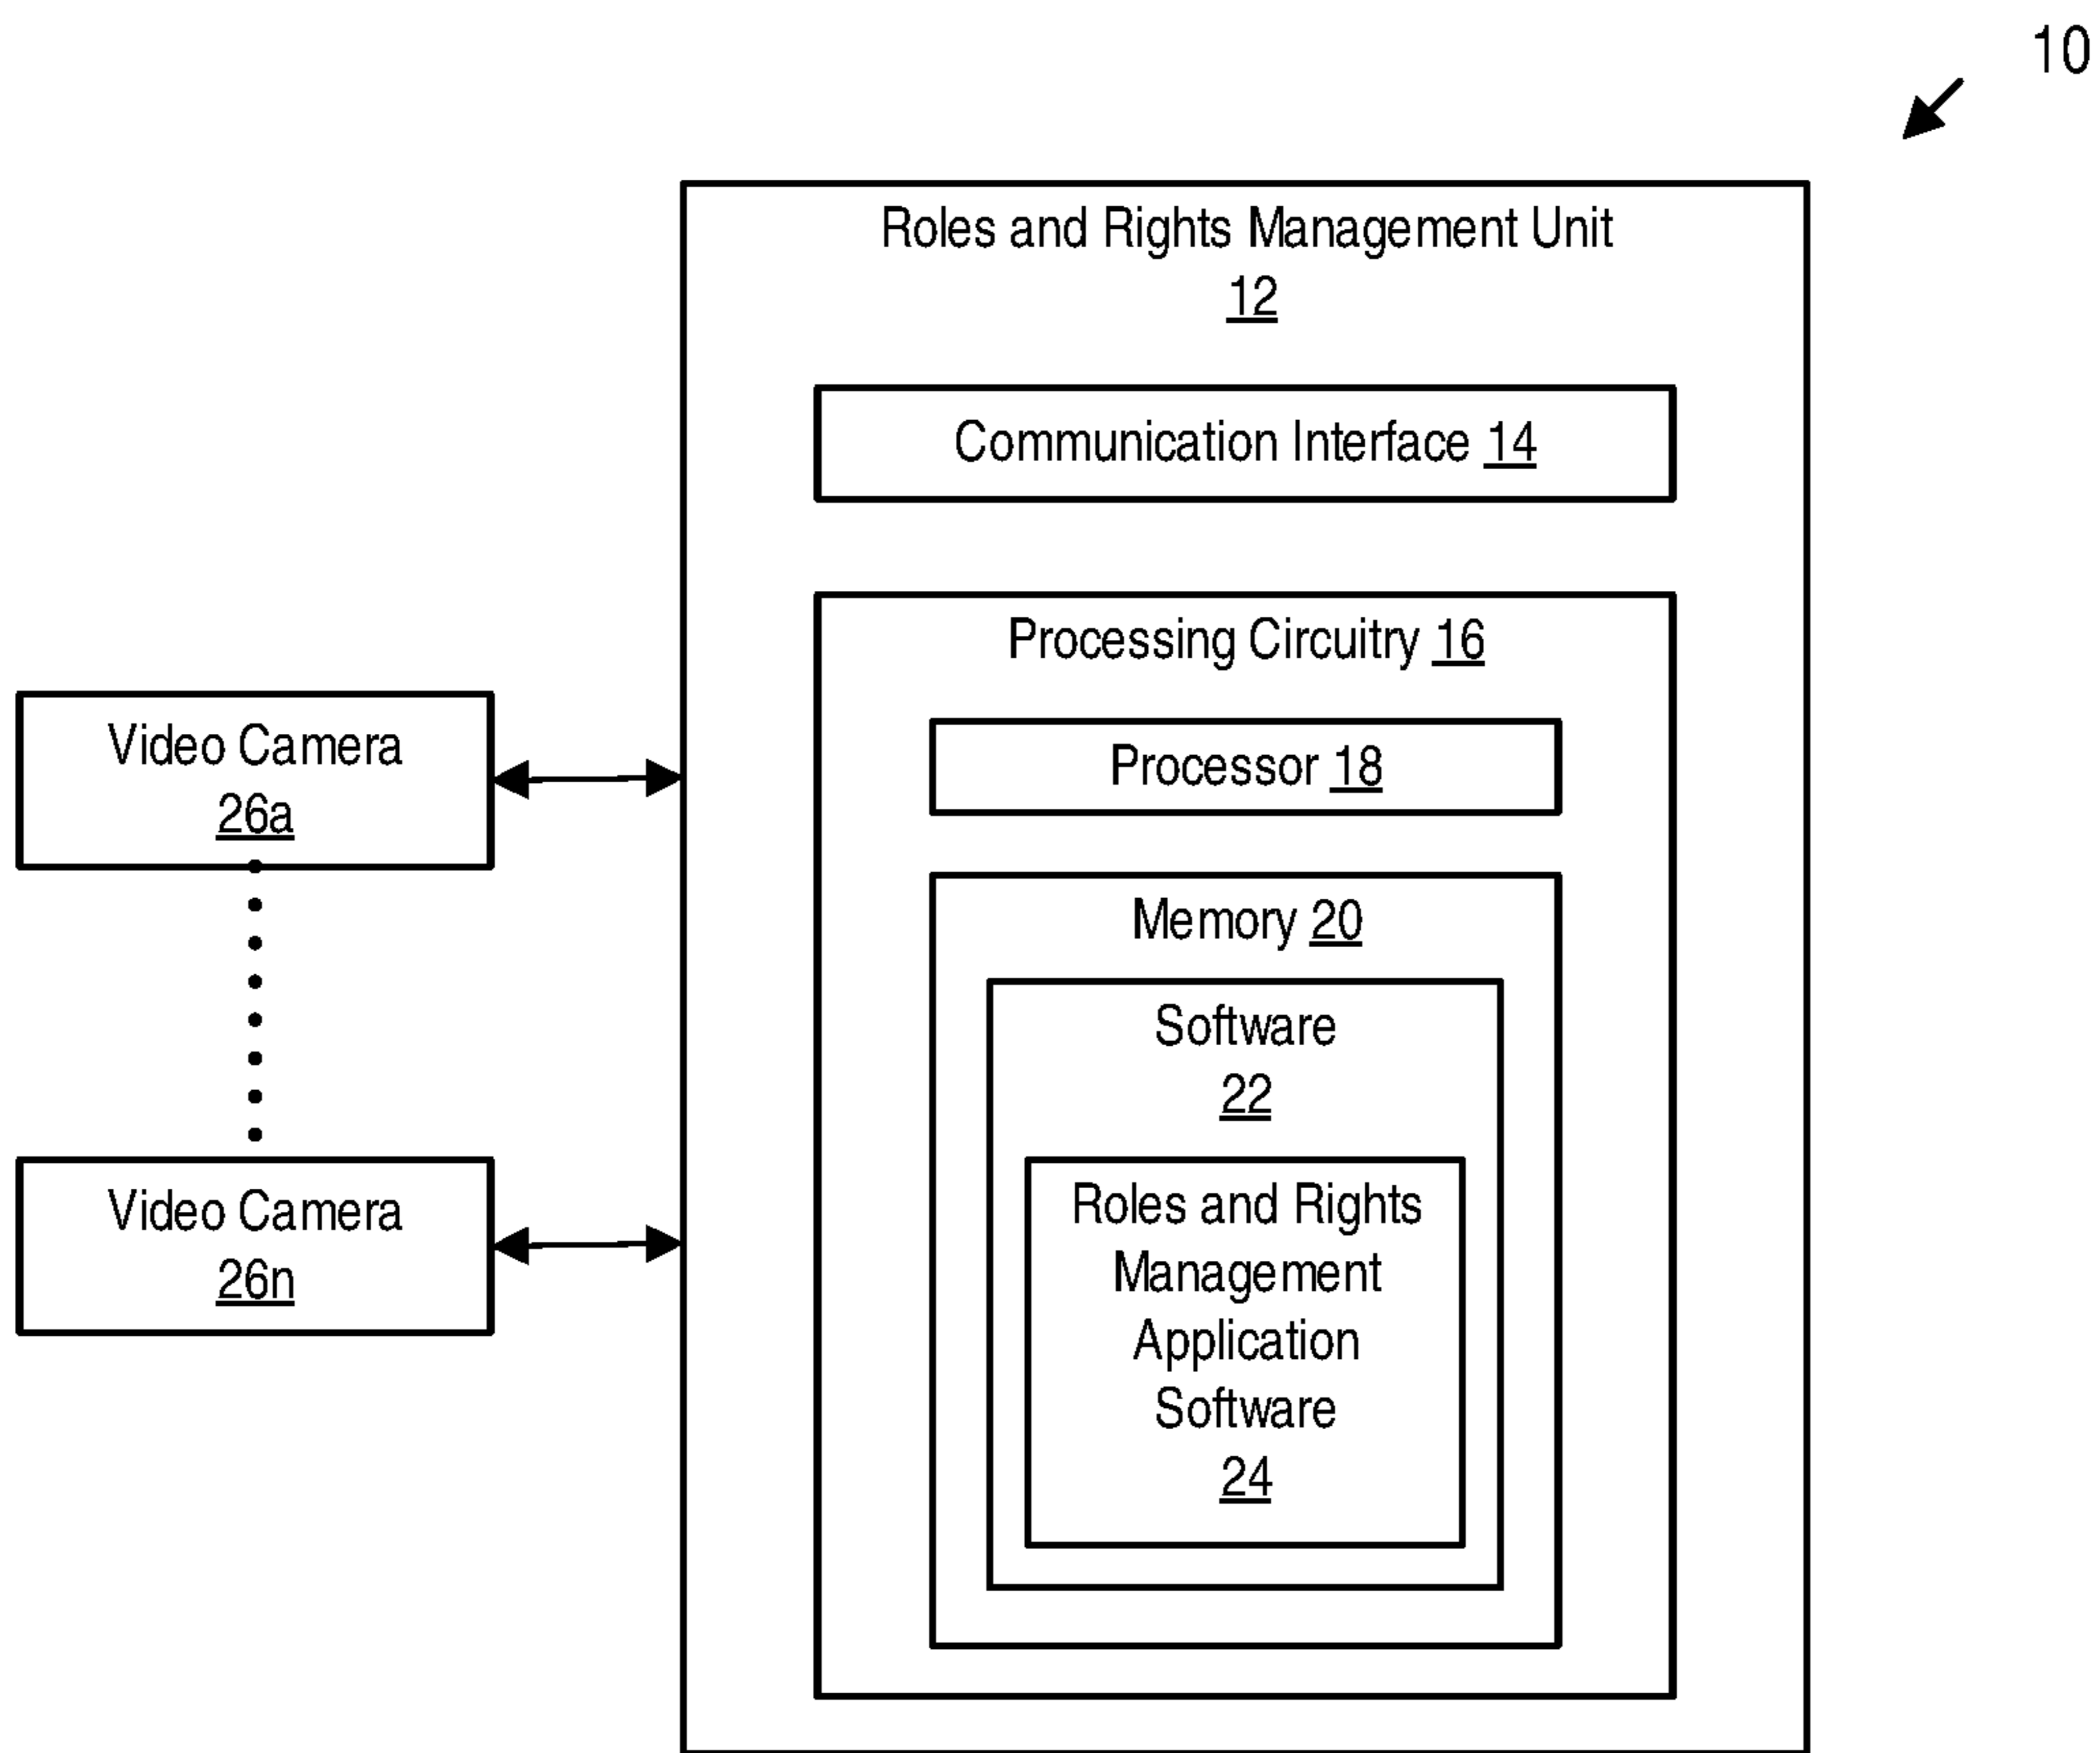 10
Roles and Rights Management Unit
12
Communication Interface 14
Processing Circuitry 16
Processor 18
Memory 20
Software
22
Roles and Rights
Management
Application
Software
24
Video Camera
26a
Video Camera
26n